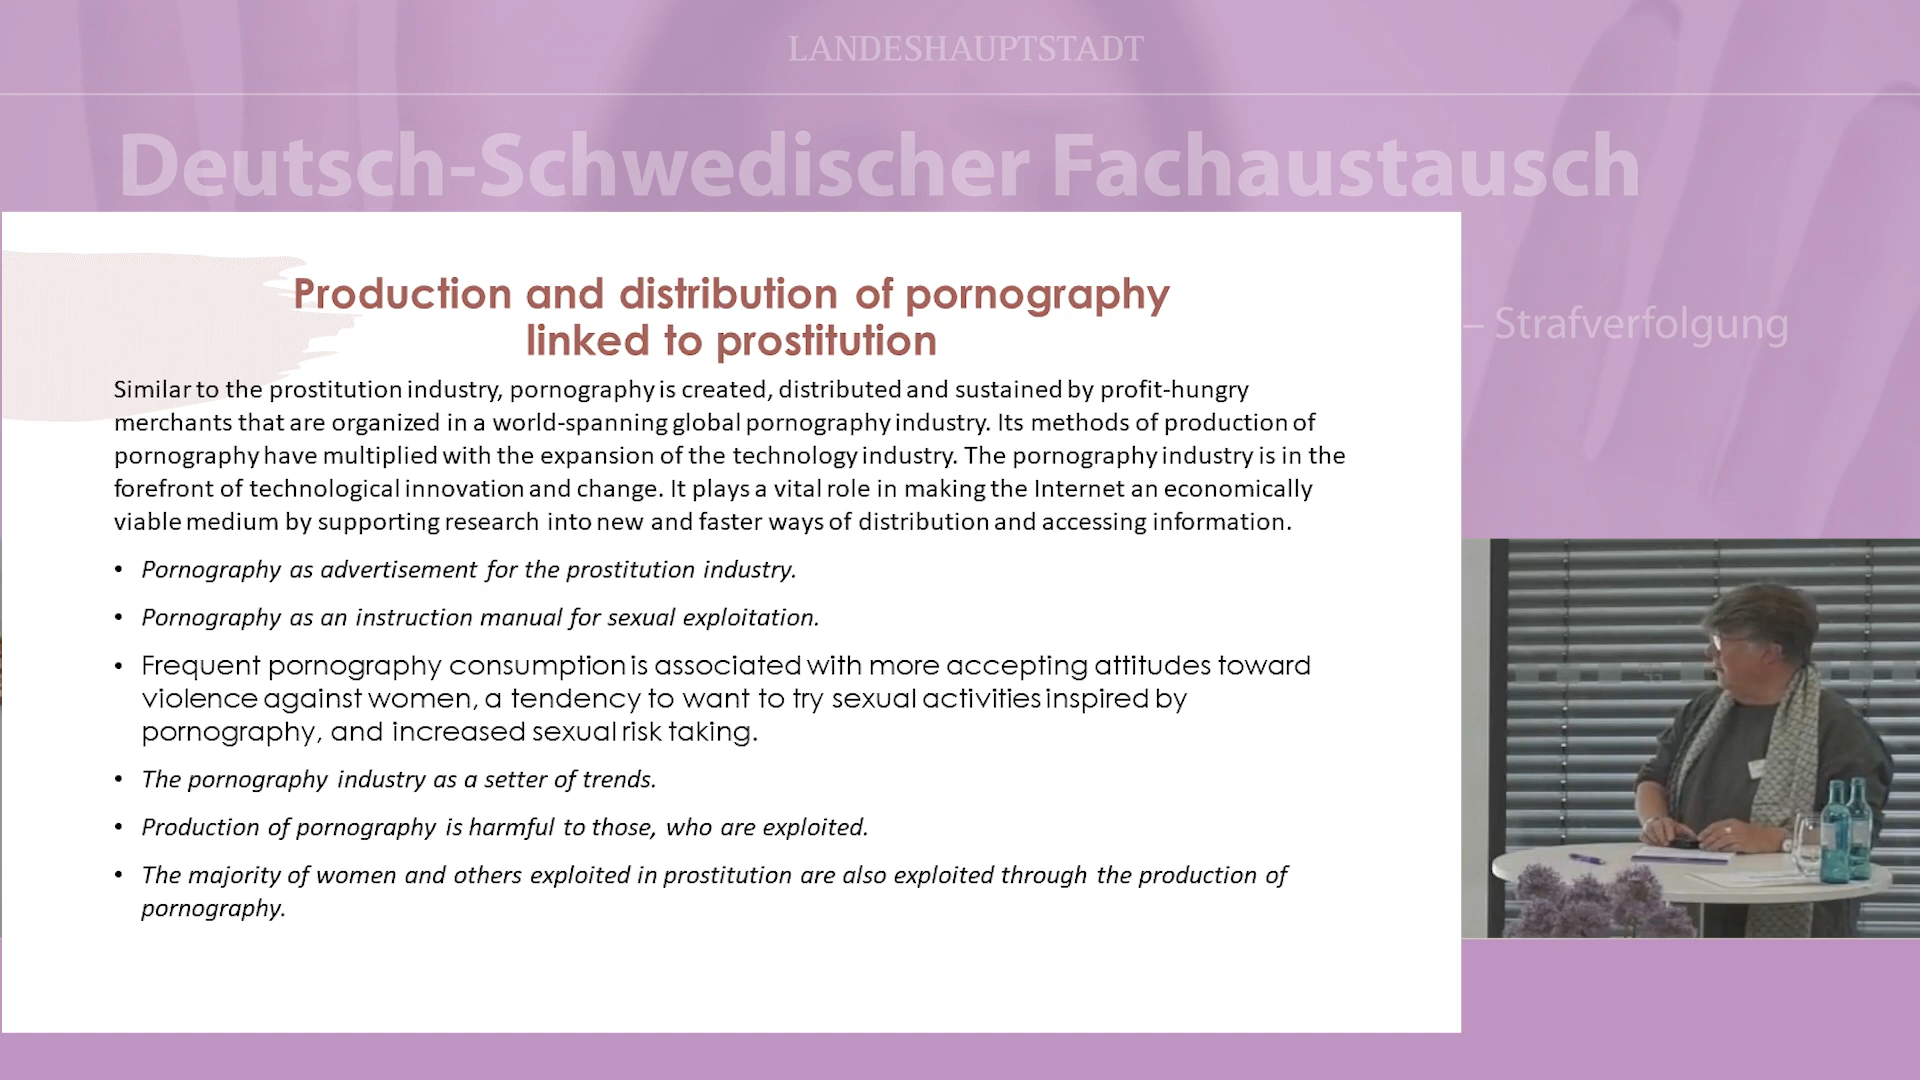 LANDESHAUPTSTADT
Deutsch-Schwedischer Fachaustausch
– Strafverfolgung
Production and distribution of pornography
linked to prostitution
Similar to the prostitution industry, pornography is created, distributed and sustained by profit-hungry
merchants that are organized in a world-spanning global pornography industry. Its methods of production of
pornography have multiplied with the expansion of the technology industry. The pornography industry is in the
forefront of technological innovation and change. It plays a vital role in making the Internet an economically
viable medium by supporting research into new and faster ways of distribution and accessing information.
• Pornography as advertisement for the prostitution industry.
• Pornography as an instruction manual for sexual exploitation.
• Frequent pornography consumption is associated with more accepting attitudes toward
violence against women, a tendency to want to try sexual activities inspired by
pornography, and increased sexual risk taking.
• The pornography industry as a setter of trends.
• Production of pornography is harmful to those, who are exploited.
• The majority of women and others exploited in prostitution are also exploited through the production of
pornography.